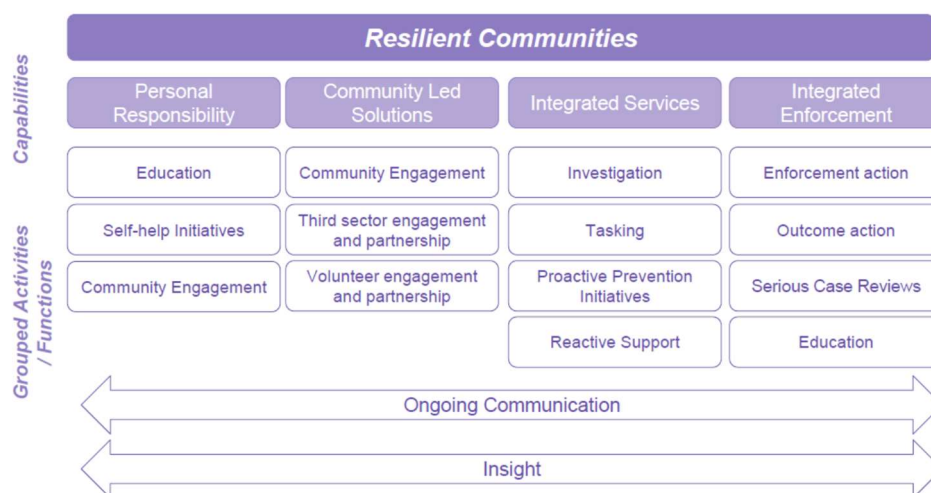 Resilient Communities
Capabilities
Personal
Responsibility
Community Led
Solutions
Integrated Services
Integrated
Enforcement
Grouped Activities
/ Functions
Education
Community Engagement
Investigation
Enforcement action
Self-help Initiatives
Third sector engagement
and partnership
Tasking
Outcome action
Community Engagement
Volunteer engagement
and partnership
Proactive Prevention
Initiatives
Serious Case Reviews
Reactive Support
Education
Ongoing Communication
Insight